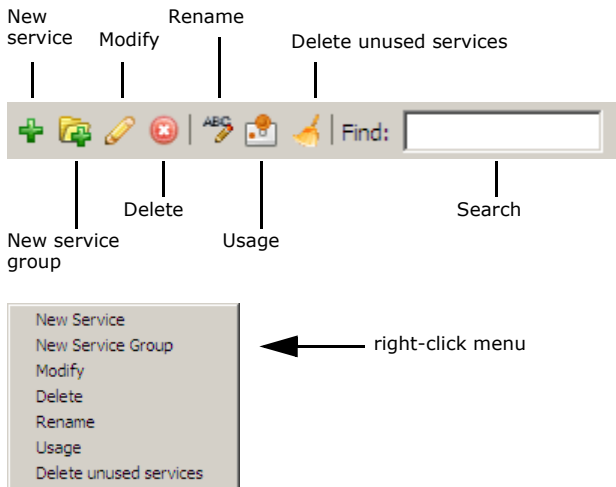 New
service
Modify
Rename
Delete unused services
ABC
Find:
Delete
Search
New service
group
Usage
New Service
New Service Group
Modify
Delete
Rename
Usage
Delete unused services
right-click menu